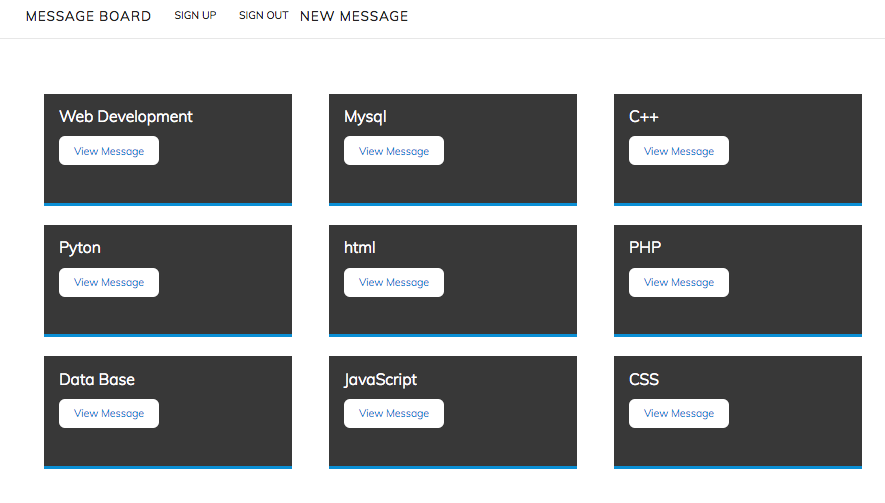 MESSAGE BOARD SIGN UP SIGN OUT NEW MESSAGE
Web Development
View Message
Mysql
View Message
C++
View Message
Pyton
View Message
html
View Message
PHP
View Message
Data Base
View Message
JavaScript
View Message
CSS
View Message